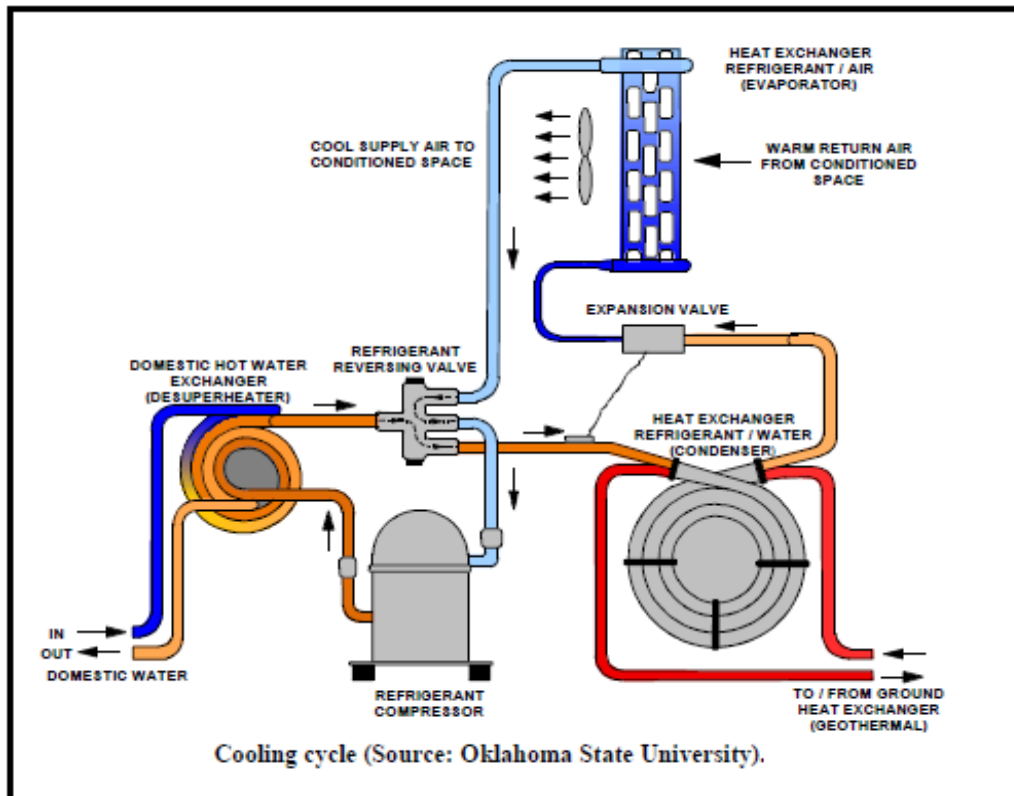 HEAT EXCHANGER
REFRIGERANT / AIR
(EVAPORATOR)
COOL SUPPLY AIR TO
CONDITIONED SPACE
WARM RETURN AIR
FROM CONDITIONED
SPACE
EXPANSION VALVE
REFRIGERANT
REVERSING VALVE
DOMESTIC HOT WATER
EXCHANGER
(DESUPERHEATER)
HEAT EXCHANGER
REFRIGERANT / WATER
(CONDENSER)
IN
OUT
DOMESTIC WATER
REFRIGERANT
COMPRESSOR
TO / FROM GROUND
HEAT EXCHANGER
(GEOTHERMAL)
Cooling cycle (Source: Oklahoma State University).